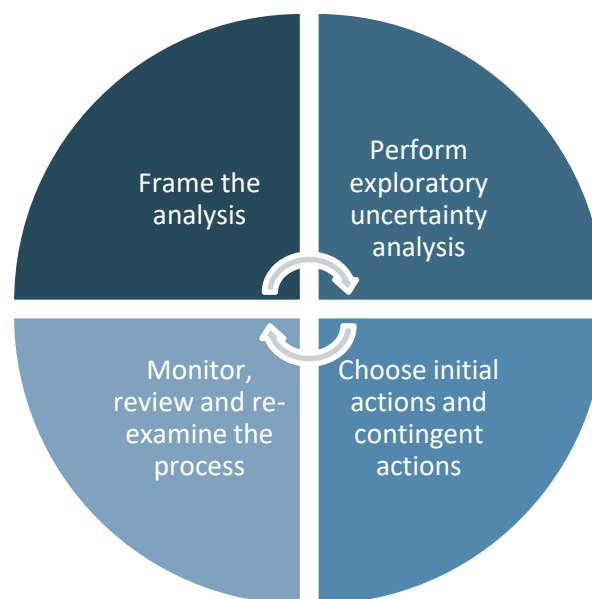 Frame the
analysis
Perform
exploratory
uncertainty
analysis
Monitor,
review and re-
examine the
process
Choose initial
actions and
contingent
actions